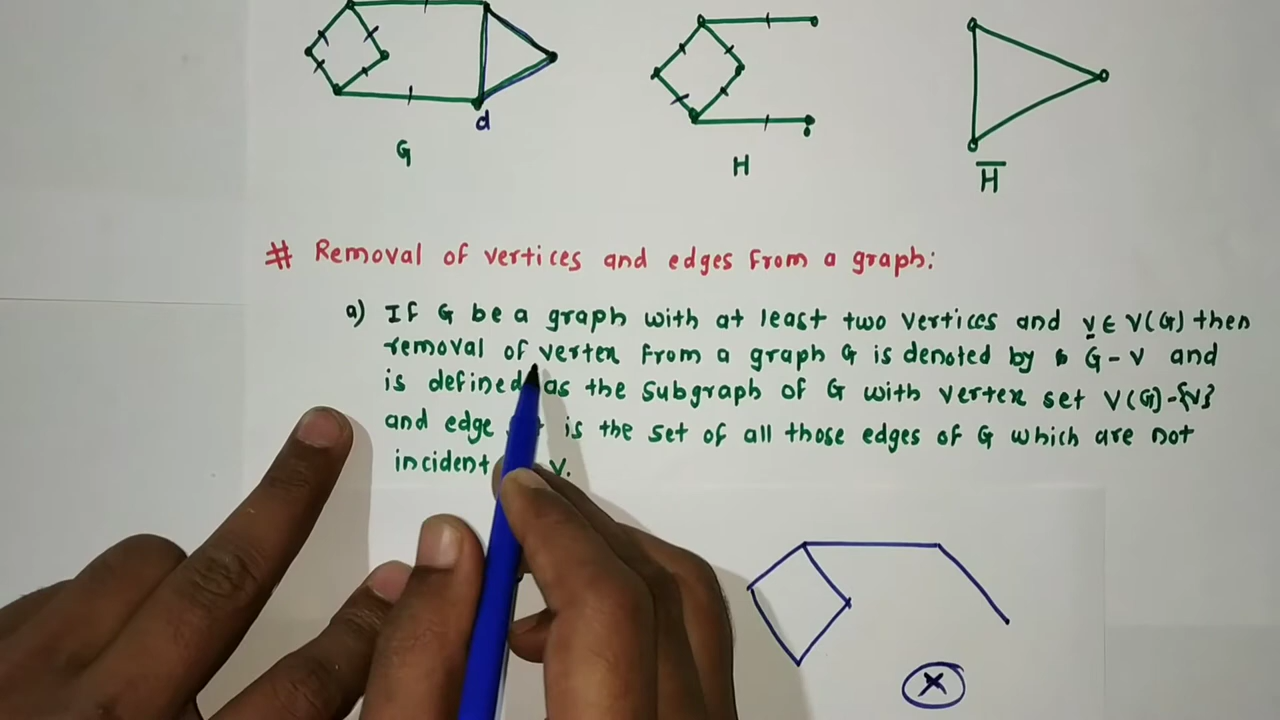 d
G
H
H̅
# Removal of vertices and edges from a graph:
a) If G be a graph with at least two vertices and v ∈ V(G) then
removal of vertex from a graph G is denoted by G - V and
is defined as the subgraph of G with vertex set V(G)-{v}
and edge is the set of all those edges of G which are not
incident v.
x